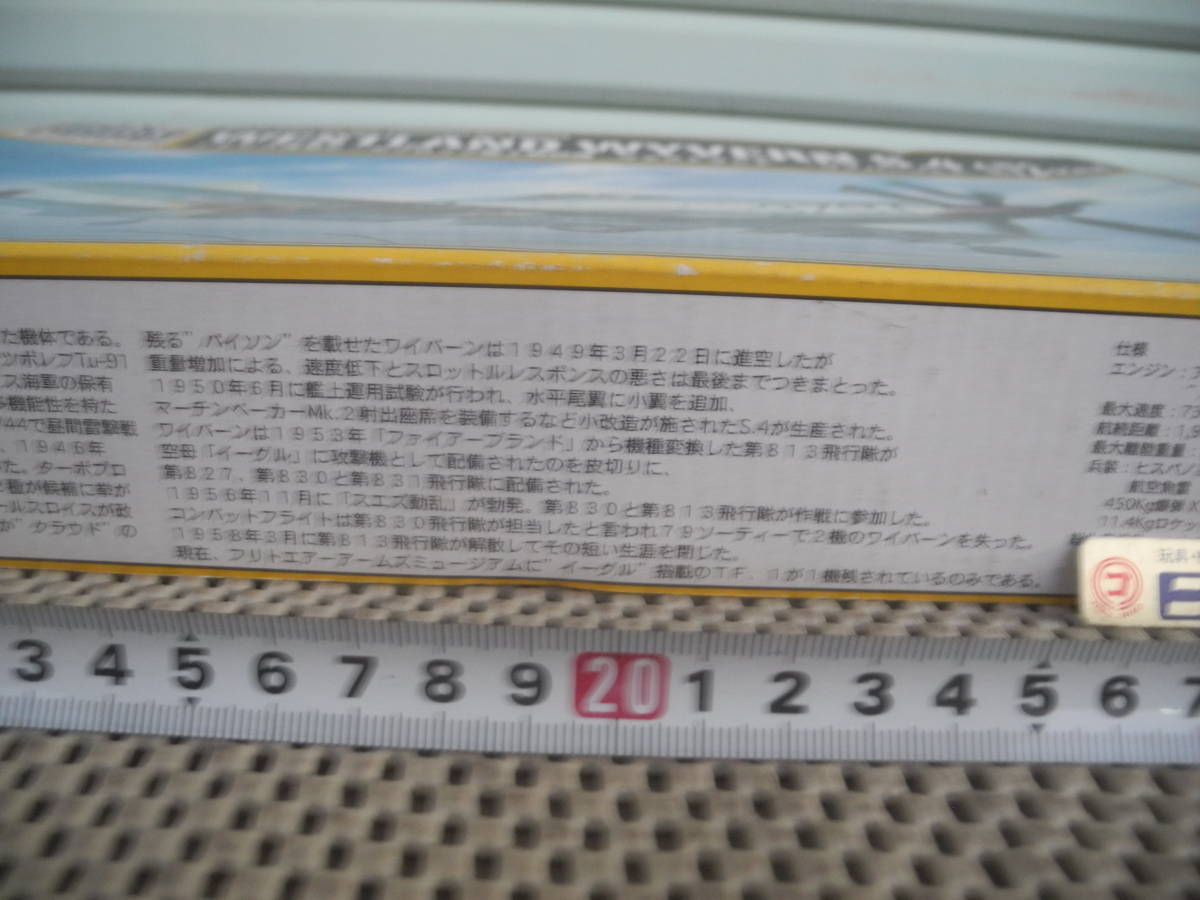 WESTLAND WYVERN S.4
た機体である。
ツポレフTu-91
ス海軍の保有
機能性を持た
44で昼間雷撃戦
、1946年
た。ターボプロ
2種が候補に挙が
ールスロイスが政
が"クラウド"の
残る"パイソン"を載せたワイバーンは1949年3月22日に進空したが
重量増加による、速度低下とスロットルレスポンスの悪さは最後までつきまとった。
1950年6月に艦上運用試験が行われ、水平尾翼に小翼を追加、
マーチンベーカーMk.2射出座席を装備するなど小改造が施されたS.4が生産された。
ワイバーンは1953年「ファイアーブランド」から機種変換した第813飛行隊が
空母「イーグル」に攻撃機として配備されたのを皮切りに、
第827、第830と第831飛行隊に配備された。
1956年11月に「スエズ動乱」が勃発。第830と第813飛行隊が作戦に参加した。
コンバットフライトは第830飛行隊が担当したと言われ79ソーティーで2機のワイバーンを失った。
1958年3月に第813飛行隊が解散してその短い生涯を閉じた。
現在、フリトエアーアームズミュージアムに"イーグル"搭載のTF.1が1機残されているのみである。
仕様
エンジン:ア
最大速度:7
航続距離:1,
最大離陸重量:
兵装:ヒスパノ
航空魚雷
450Kg爆弾
11.4Kgロケッ
玩具
コ
3 4 5 6 7 8 9 20 1 2 3 4 5 6 7